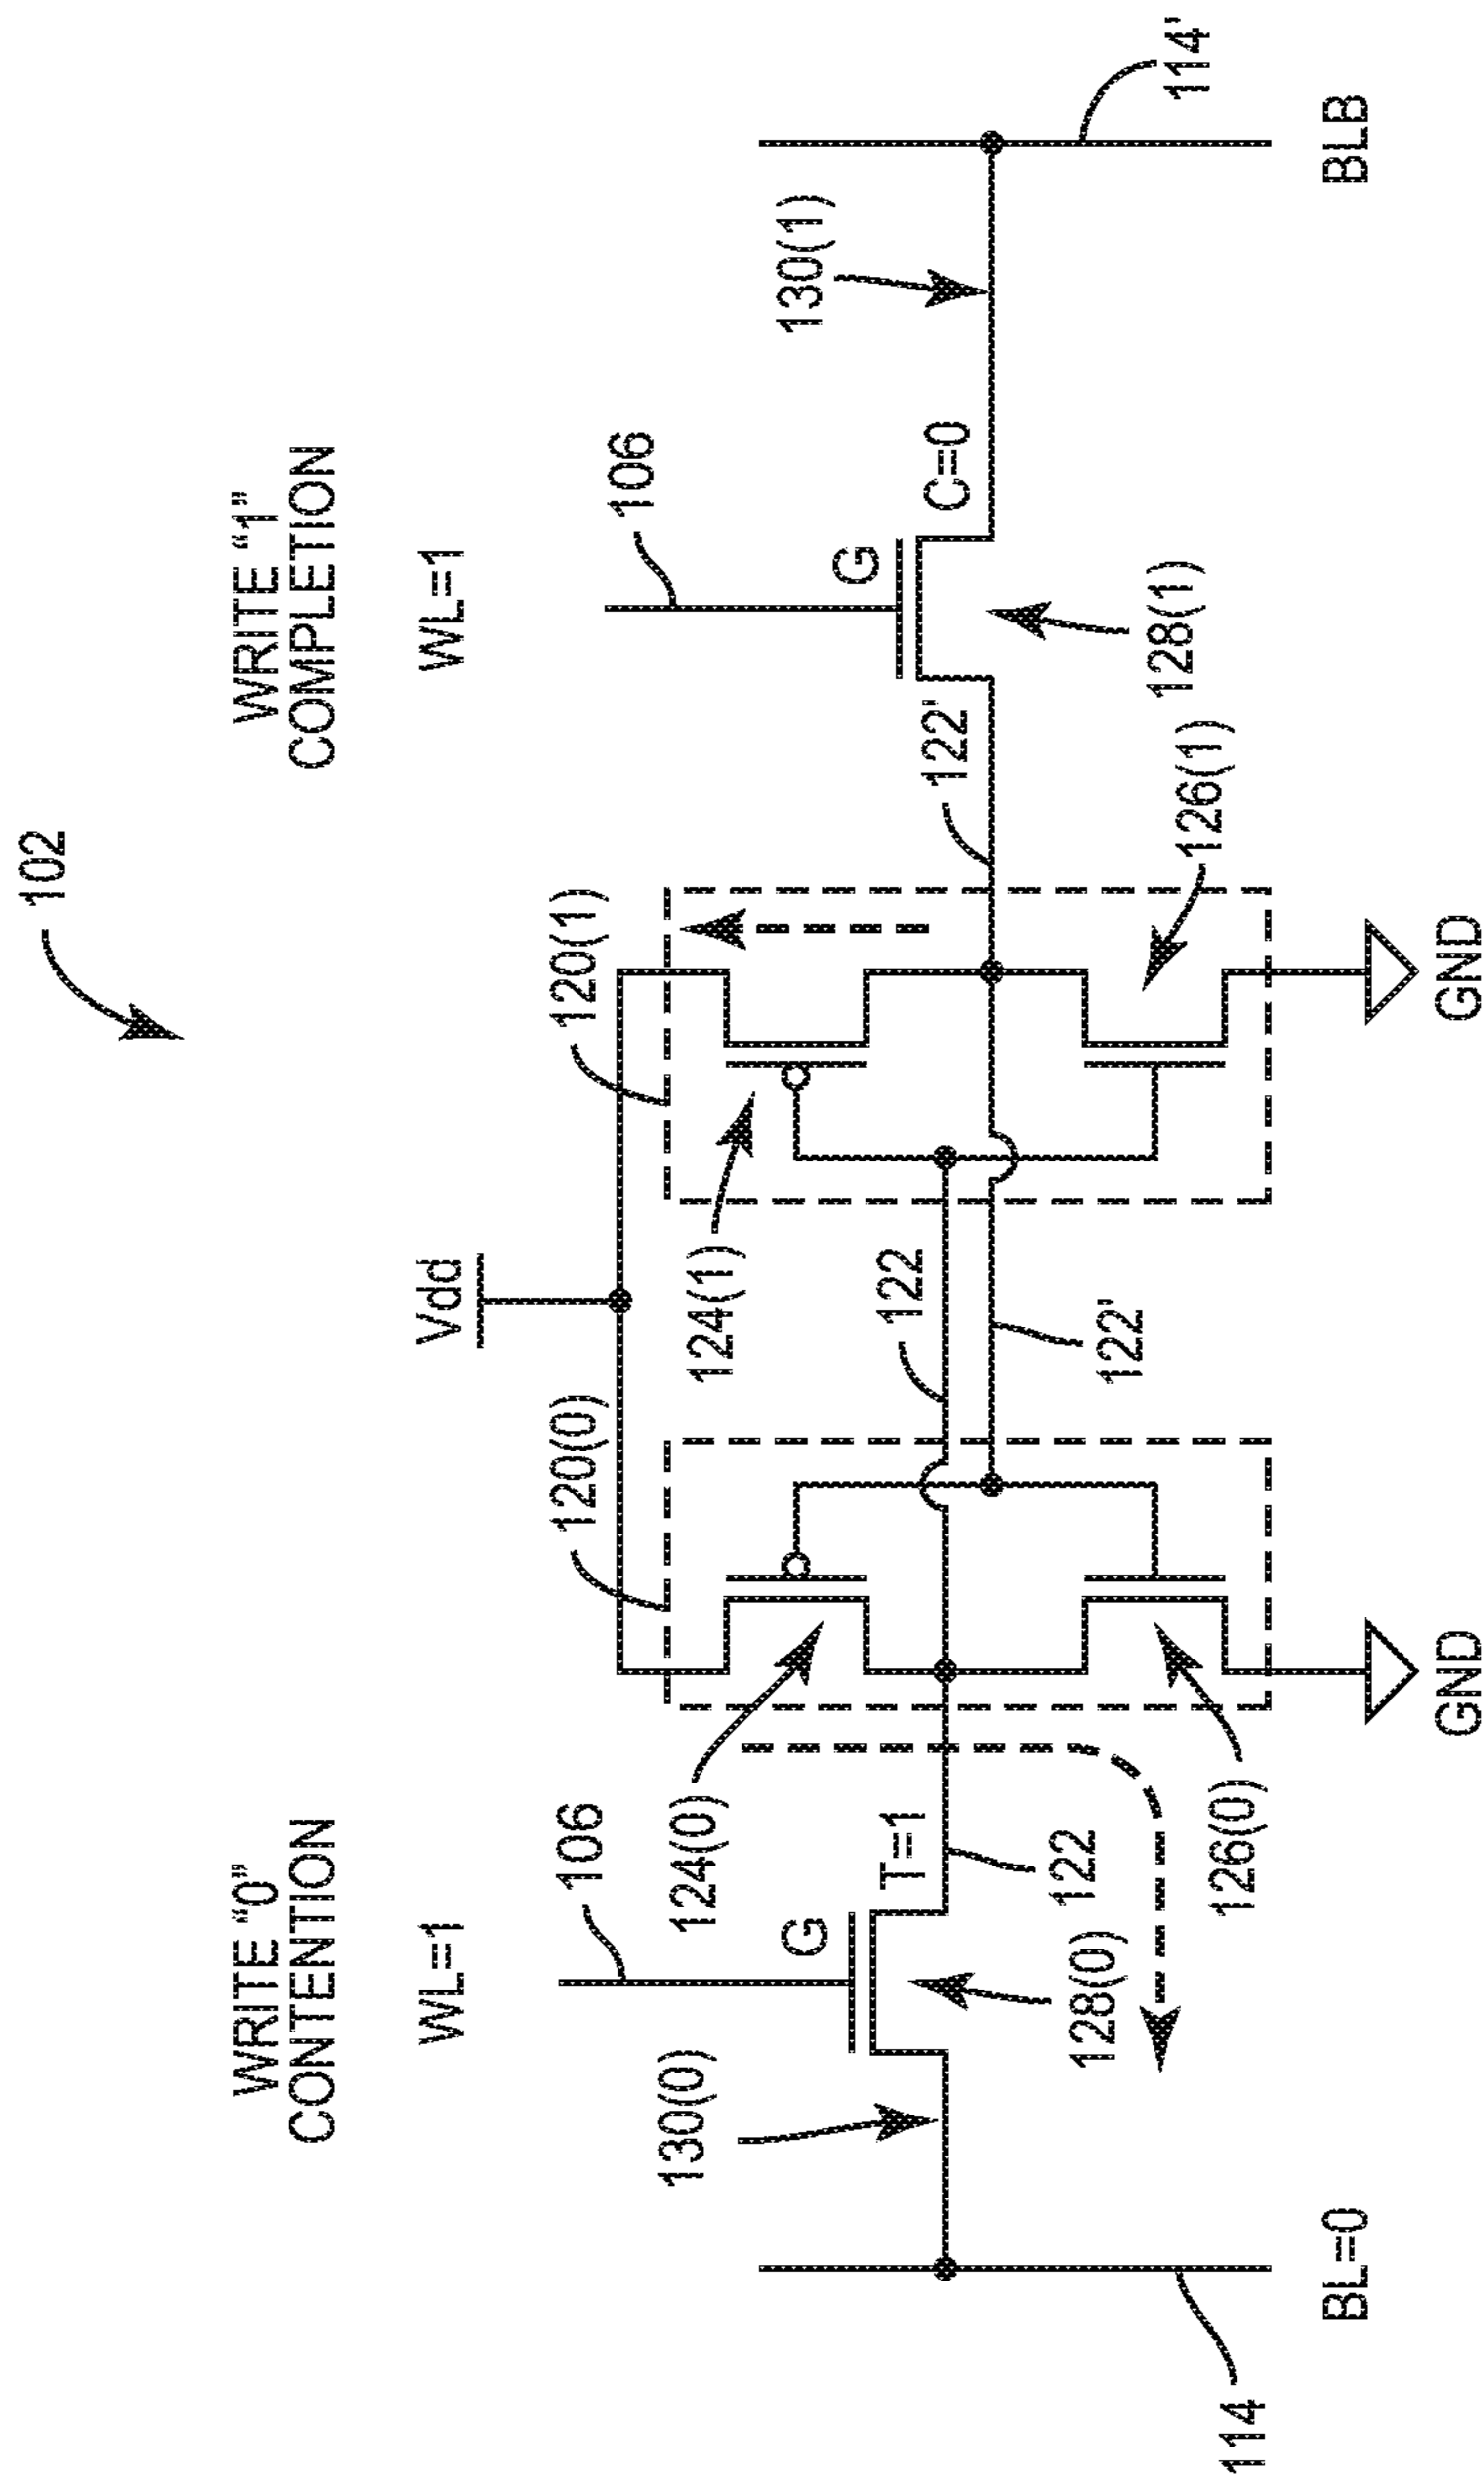 102
WRITE “0”
CONTENTION
WRITE “1”
COMPLETION
WL=1
Vdd
WL=1
106
120(0)
120(1)
106
130(0)
124(0)
124(1)
130(1)
G
G
T=1
122
122'
C=0
122
122'
128(0)
128(1)
126(0)
126(1)
114
114'
BL=0
BLB
GND
GND